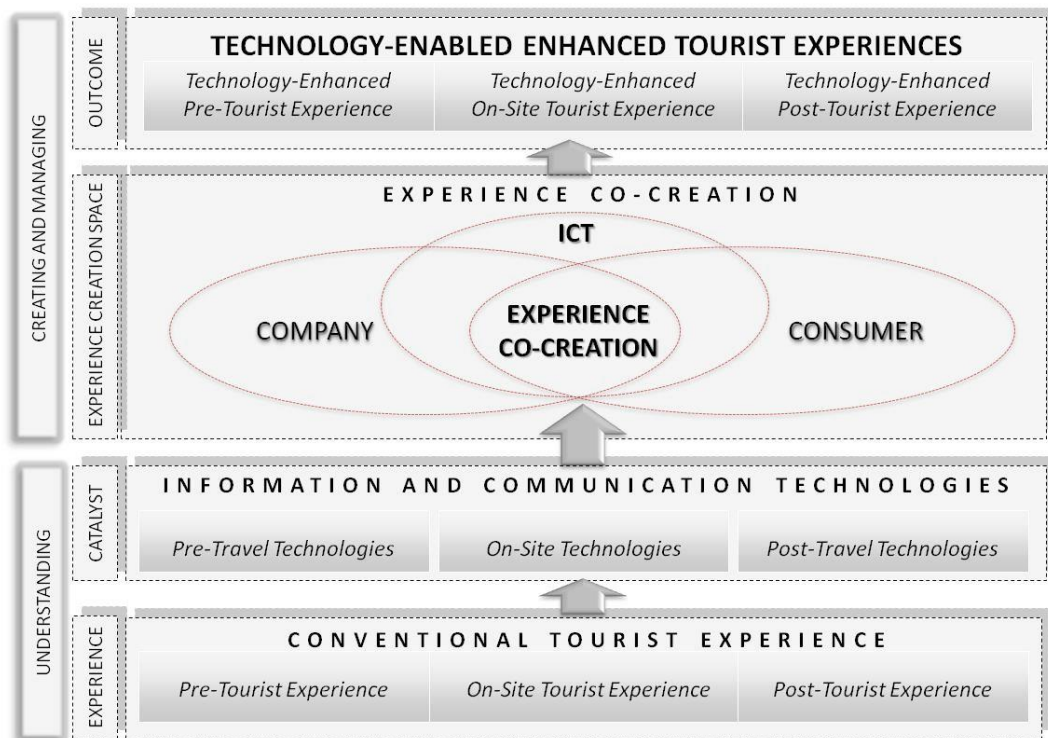 CREATING AND MANAGING
OUTCOME
TECHNOLOGY-ENABLED ENHANCED TOURIST EXPERIENCES
Technology-Enhanced
Pre-Tourist Experience
Technology-Enhanced
On-Site Tourist Experience
Technology-Enhanced
Post-Tourist Experience
EXPERIENCE CREATION SPACE
EXPERIENCE CO-CREATION
ICT
COMPANY
EXPERIENCE
CO-CREATION
CONSUMER
UNDERSTANDING
CATALYST
INFORMATION AND COMMUNICATION TECHNOLOGIES
Pre-Travel Technologies
On-Site Technologies
Post-Travel Technologies
EXPERIENCE
CONVENTIONAL TOURIST EXPERIENCE
Pre-Tourist Experience
On-Site Tourist Experience
Post-Tourist Experience